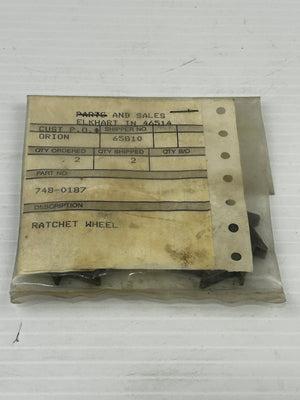 PARTS AND SALES
ELKHART IN 46514
CUST P.O.# SHIPPER NO.
ORION 65810
QTY ORDERED QTY SHIPPED QTY B/O
2 2
PART NO.
748-0187
DESCRIPTION
RATCHET WHEEL